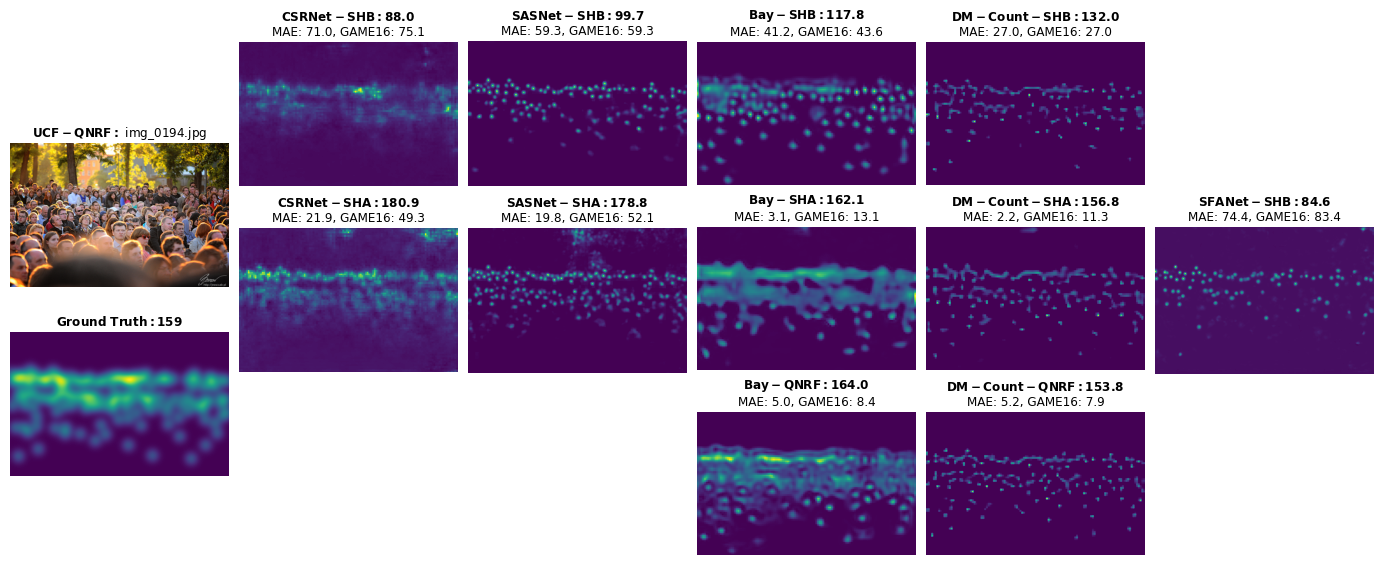 CSRNet – SHB: 88.0
MAE: 71.0, GAME16: 75.1
SASNet – SHB: 99.7
MAE: 59.3, GAME16: 59.3
Bay – SHB: 117.8
MAE: 41.2, GAME16: 43.6
DM – Count – SHB: 132.0
MAE: 27.0, GAME16: 27.0
UCF – QNRF: img_0194.jpg
CSRNet – SHA: 180.9
MAE: 21.9, GAME16: 49.3
SASNet – SHA: 178.8
MAE: 19.8, GAME16: 52.1
Bay – SHA: 162.1
MAE: 3.1, GAME16: 13.1
DM – Count – SHA: 156.8
MAE: 2.2, GAME16: 11.3
SFANet – SHB: 84.6
MAE: 74.4, GAME16: 83.4
Ground Truth: 159
Bay – QNRF: 164.0
MAE: 5.0, GAME16: 8.4
DM – Count – QNRF: 153.8
MAE: 5.2, GAME16: 7.9